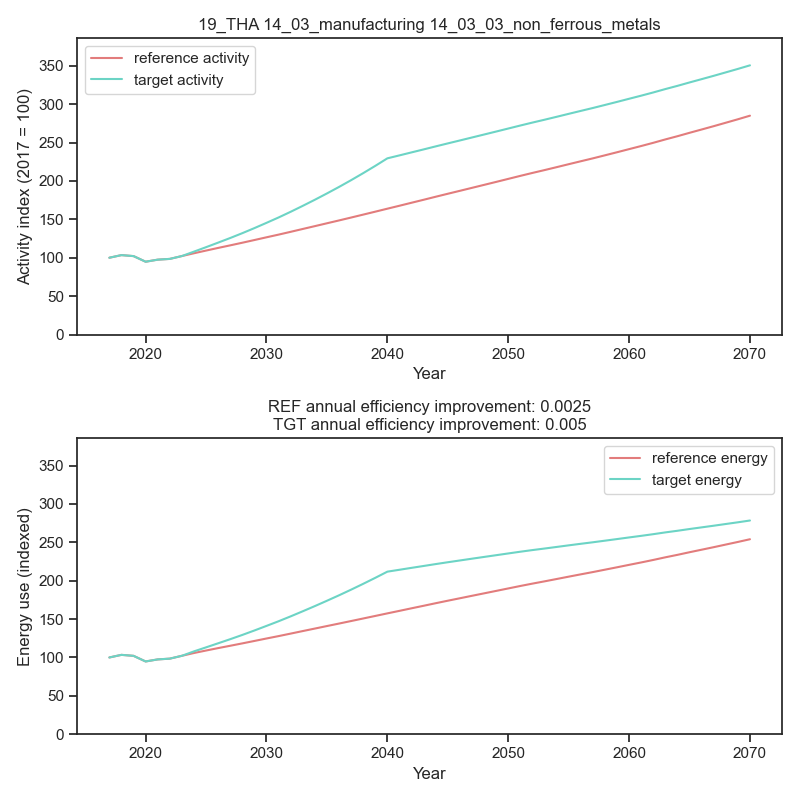 19_THA 14_03_manufacturing 14_03_03_non_ferrous_metals
reference activity
target activity
Activity index (2017 = 100)
350
300
250
200
150
100
50
0
2020 2030 2040 2050 2060 2070
Year
REF annual efficiency improvement: 0.0025
TGT annual efficiency improvement: 0.005
reference energy
target energy
Energy use (indexed)
350
300
250
200
150
100
50
0
2020 2030 2040 2050 2060 2070
Year